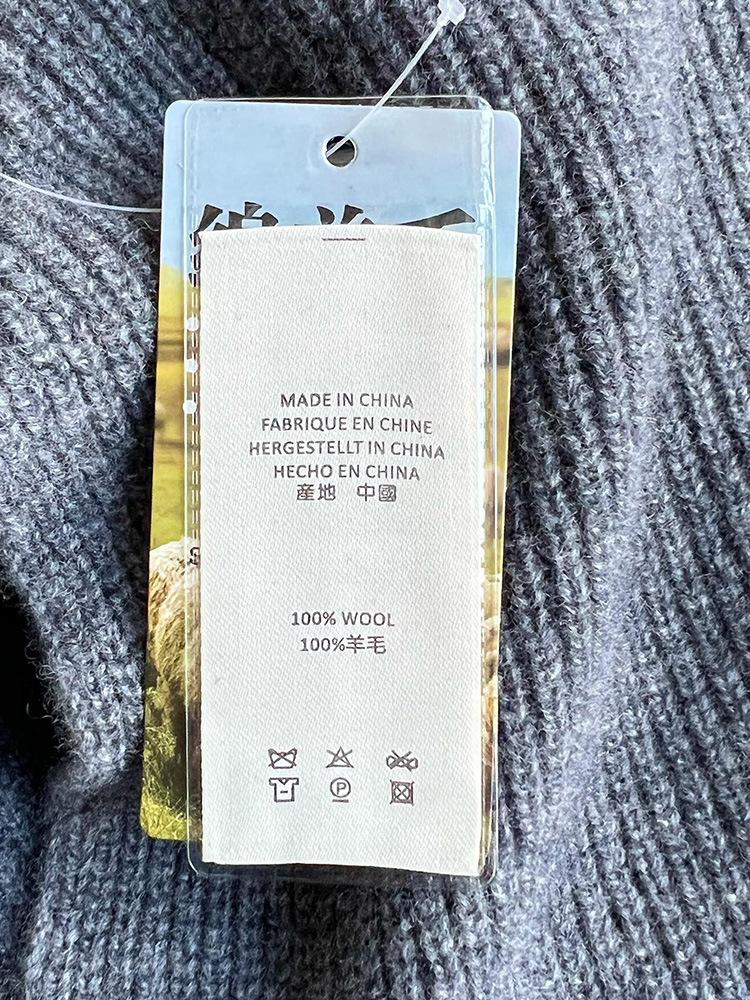 MADE IN CHINA
FABRIQUE EN CHINE
HERGESTELLT IN CHINA
HECHO EN CHINA
産地 中國
100% WOOL
100%羊毛
P